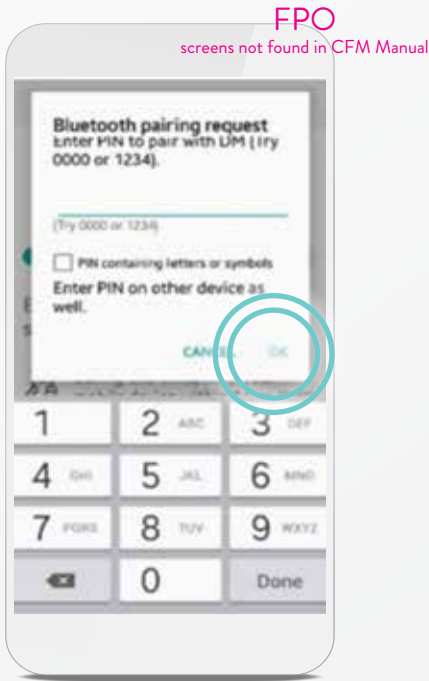 FPO
screens not found in CFM Manual
Bluetooth pairing request
Enter PIN to pair with DM (Try
0000 or 1234).
(Try 0000 or 1234)
PIN containing letters or symbols
Enter PIN on other device as
well.
CANCEL OK
1 2 ABC 3 DEF
4 GHI 5 JKL 6 MNO
7 PQRS 8 TUV 9 WXYZ
0 Done